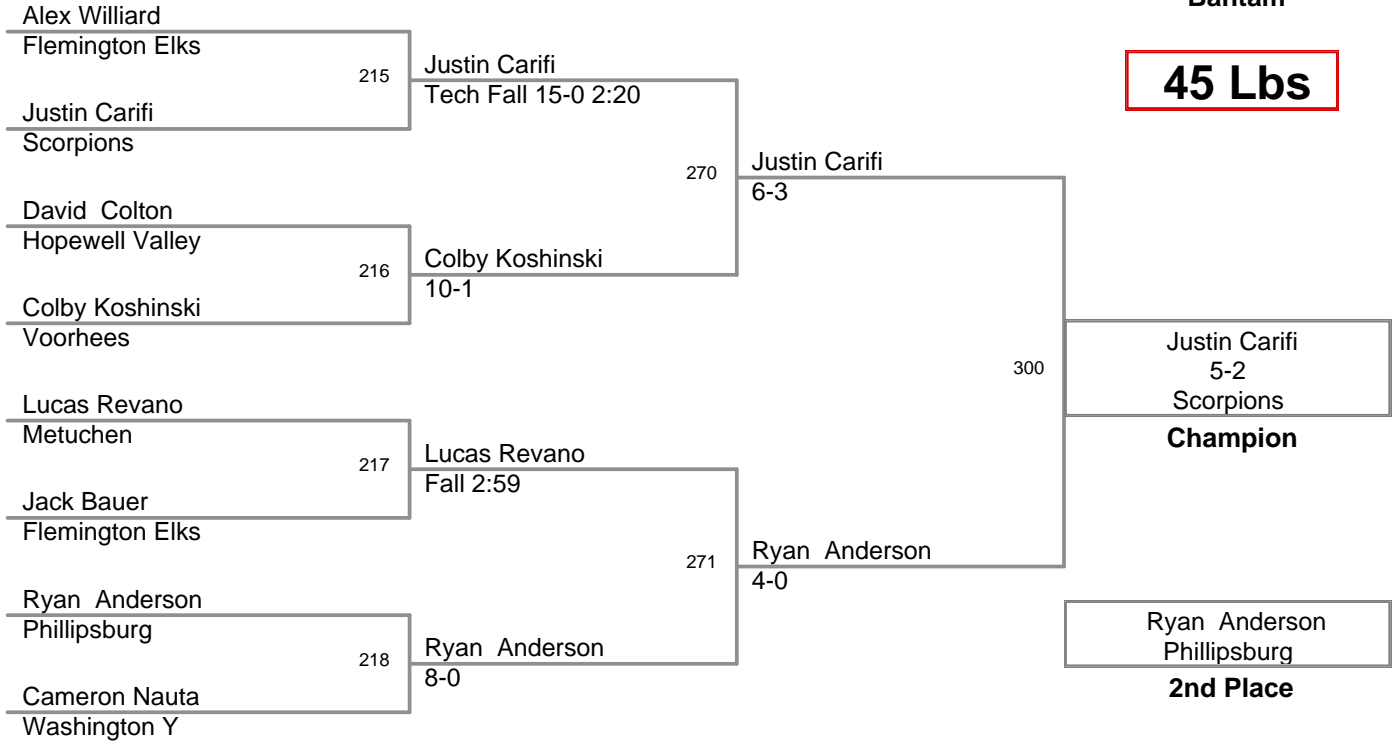 Bantam
45 Lbs
Alex Williard
Flemington Elks
215
Justin Carifi
Scorpions
Justin Carifi
Tech Fall 15-0 2:20
David  Colton
Hopewell Valley
216
Colby Koshinski
Voorhees
Colby Koshinski
10-1
270
Justin Carifi
6-3
Lucas Revano
Metuchen
217
Jack Bauer
Flemington Elks
Lucas Revano
Fall 2:59
Ryan  Anderson
Phillipsburg
218
Cameron Nauta
Washington Y
Ryan  Anderson
8-0
271
Ryan  Anderson
4-0
300
Justin Carifi
5-2
Scorpions
Champion
Ryan  Anderson
Phillipsburg
2nd Place